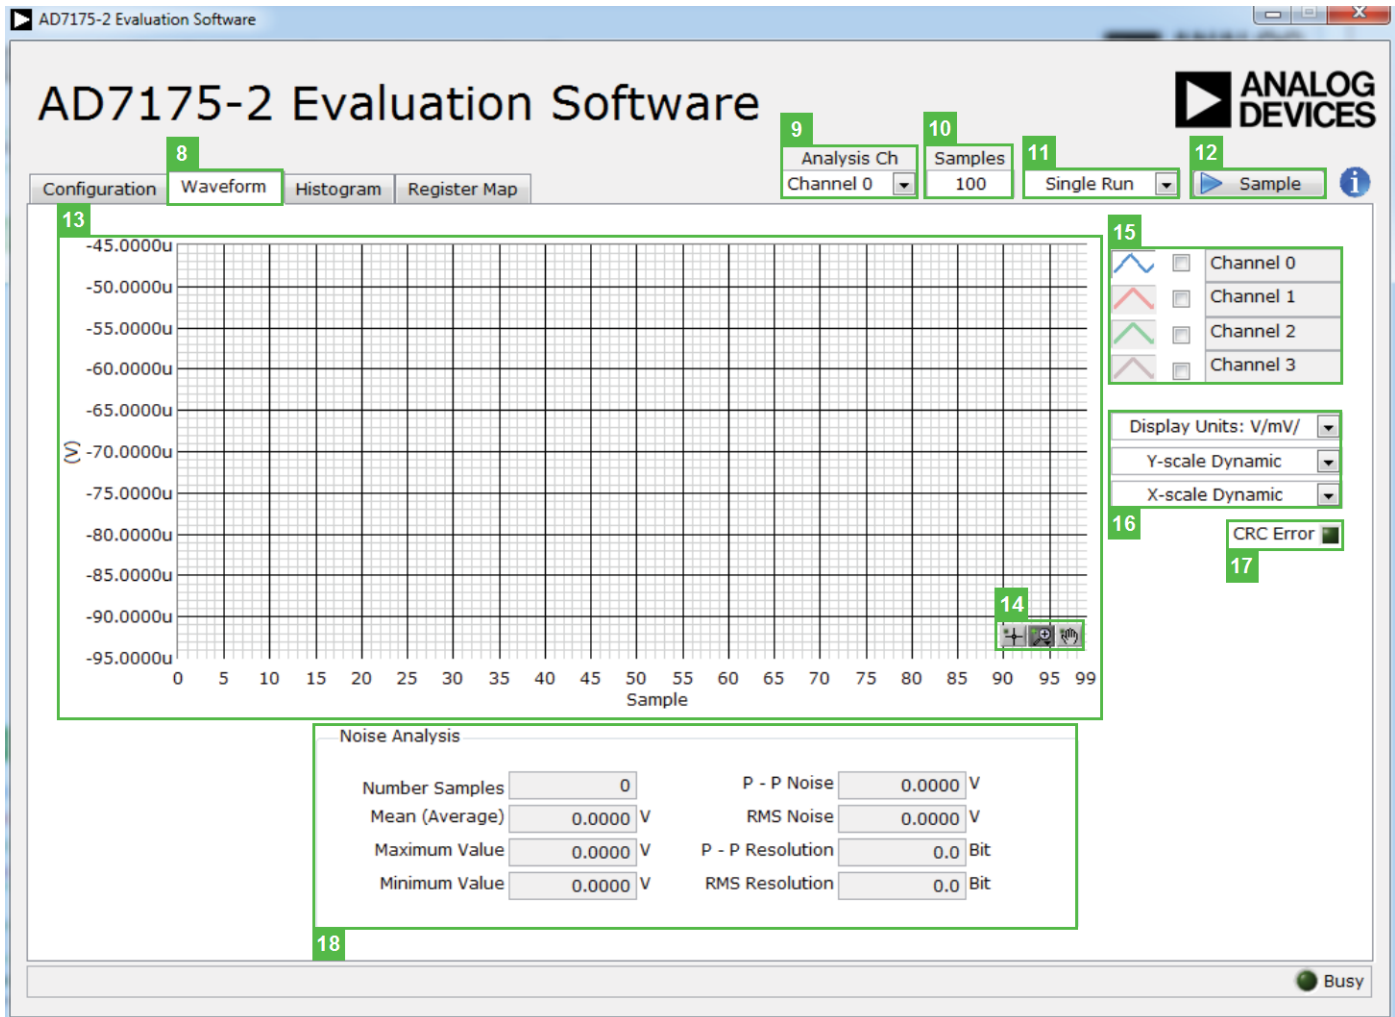 AD7175-2 Evaluation Software
AD7175-2 Evaluation Software
ANALOG
DEVICES
8
9
10
11
12
Analysis Ch
Samples
Configuration
Waveform
Histogram
Register Map
Channel 0
100
Single Run
Sample
i
13
-45.0000u
-50.0000u
-55.0000u
-60.0000u
-65.0000u
-70.0000u
-75.0000u
-80.0000u
-85.0000u
-90.0000u
-95.0000u
(V)
0 5 10 15 20 25 30 35 40 45 50 55 60 65 70 75 80 85 90 95 99
Sample
14
15
Channel 0
Channel 1
Channel 2
Channel 3
Display Units: V/mV/
Y-scale Dynamic
X-scale Dynamic
16
CRC Error
17
Noise Analysis
Number Samples 0
Mean (Average) 0.0000 V
Maximum Value 0.0000 V
Minimum Value 0.0000 V
P - P Noise 0.0000 V
RMS Noise 0.0000 V
P - P Resolution 0.0 Bit
RMS Resolution 0.0 Bit
18
Busy